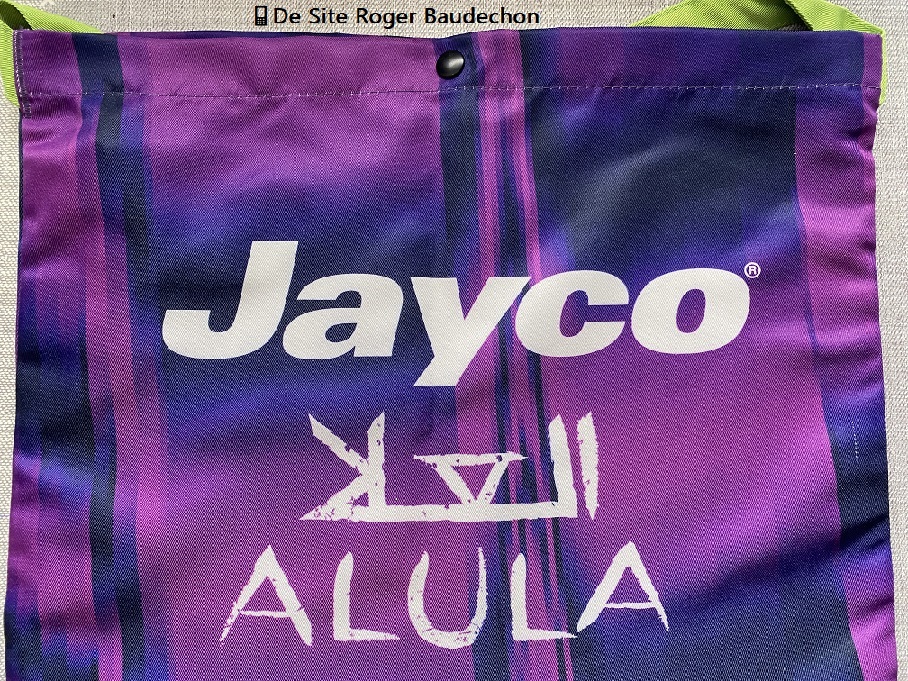 De Site Roger Baudechon
Jayco®
العلا
ALULA